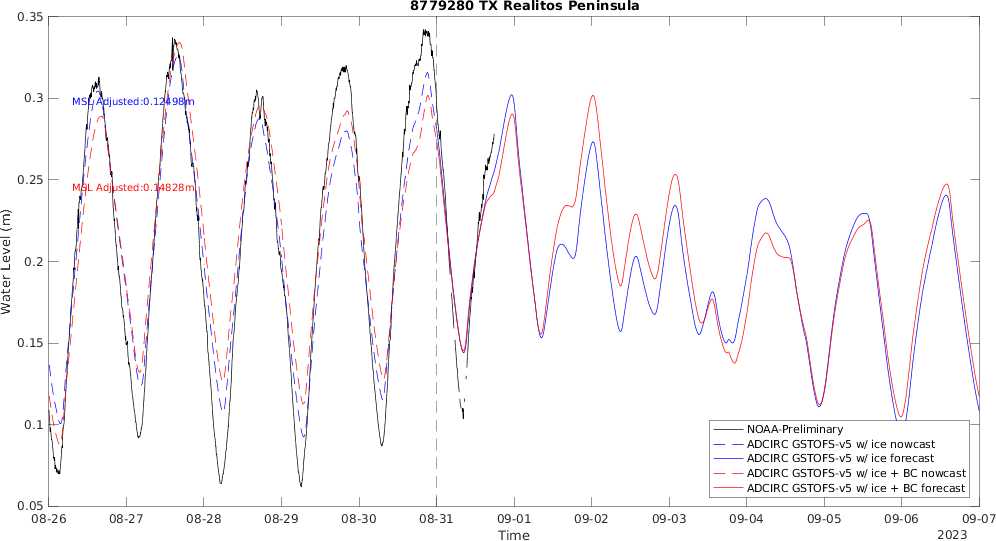 8779280 TX Realitos Peninsula
0.35
0.3
0.25
0.2
0.15
0.1
0.05
Water Level (m)
MSL Adjusted:0.12498m
MSL Adjusted:0.14828m
NOAA-Preliminary
ADCIRC GSTOFS-v5 w/ ice nowcast
ADCIRC GSTOFS-v5 w/ ice forecast
ADCIRC GSTOFS-v5 w/ ice + BC nowcast
ADCIRC GSTOFS-v5 w/ ice + BC forecast
08-26 08-27 08-28 08-29 08-30 08-31 09-01 09-02 09-03 09-04 09-05 09-06 09-07
Time
2023